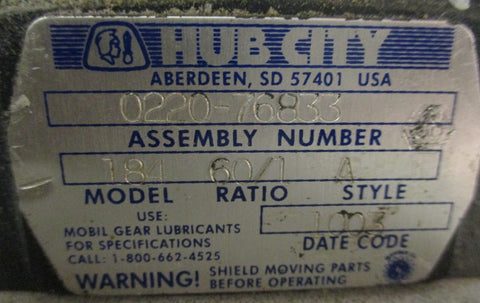 HUB CITY
ABERDEEN, SD 57401 USA
0220-76833
ASSEMBLY NUMBER
184 60/1 A
MODEL RATIO STYLE
USE:
MOBIL GEAR LUBRICANTS
FOR SPECIFICATIONS
CALL: 1-800-662-4525
1003
DATE CODE
WARNING! SHIELD MOVING PARTS
BEFORE OPERATING